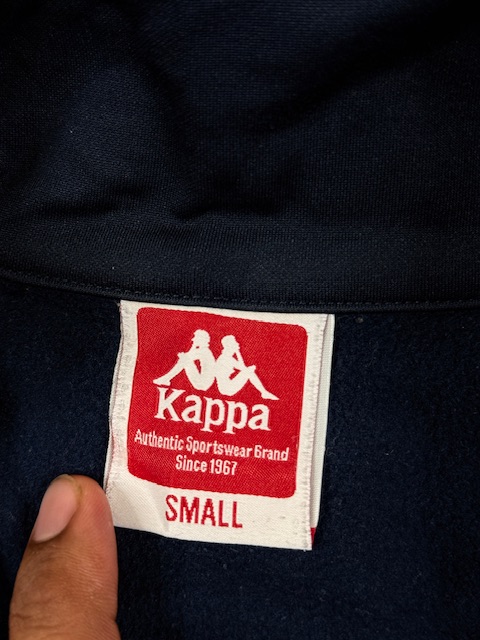 Kappa
Authentic Sportswear Brand
Since 1967
SMALL